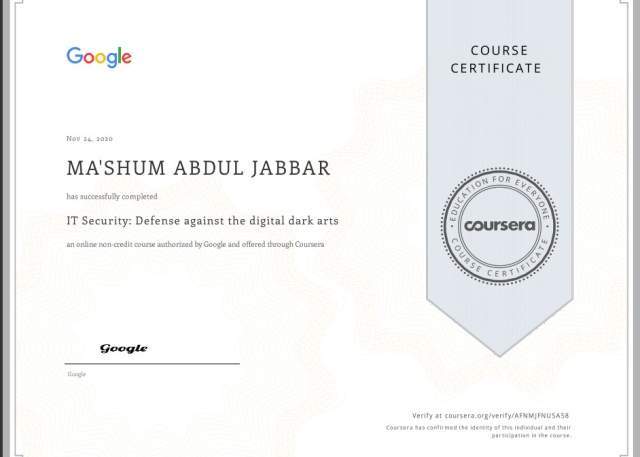 Google
COURSE
CERTIFICATE
Nov 24, 2020
MA'SHUM ABDUL JABBAR
has successfully completed
IT Security: Defense against the digital dark arts
an online non-credit course authorized by Google and offered through Coursera
EDUCATION FOR EVERYONE
coursera
COURSE CERTIFICATE
Google
Google
Verify at coursera.org/verify/AFNMJFNUSA58
Coursera has confirmed the identity of this individual and their
participation in the course.